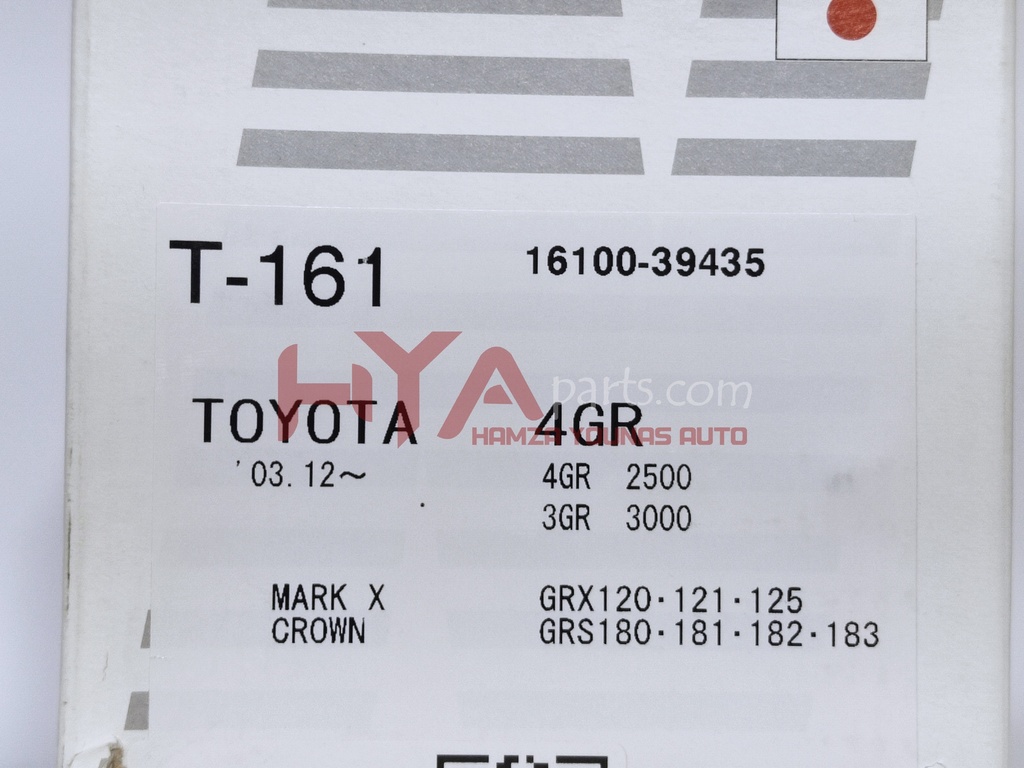 T-161 16100-39435
HYA parts.com
TOYOTA 4GR
HAMZA YOUNAS AUTO
'03.12～ 4GR 2500
3GR 3000
MARK X GRX120・121・125
CROWN GRS180・181・182・183